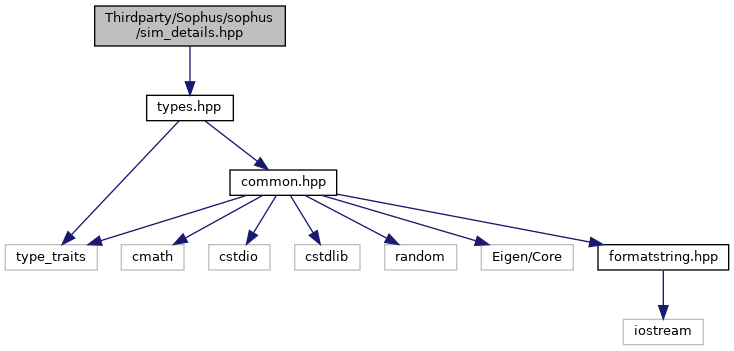 Thirdparty/Sophus/sophus
/sim_details.hpp
types.hpp
common.hpp
type_traits
cmath
cstdio
cstdlib
random
Eigen/Core
formatstring.hpp
iostream